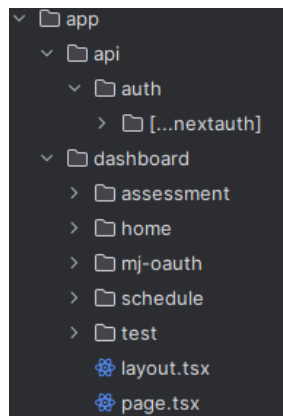 app
api
auth
[...nextauth]
dashboard
assessment
home
mj-oauth
schedule
test
layout.tsx
page.tsx